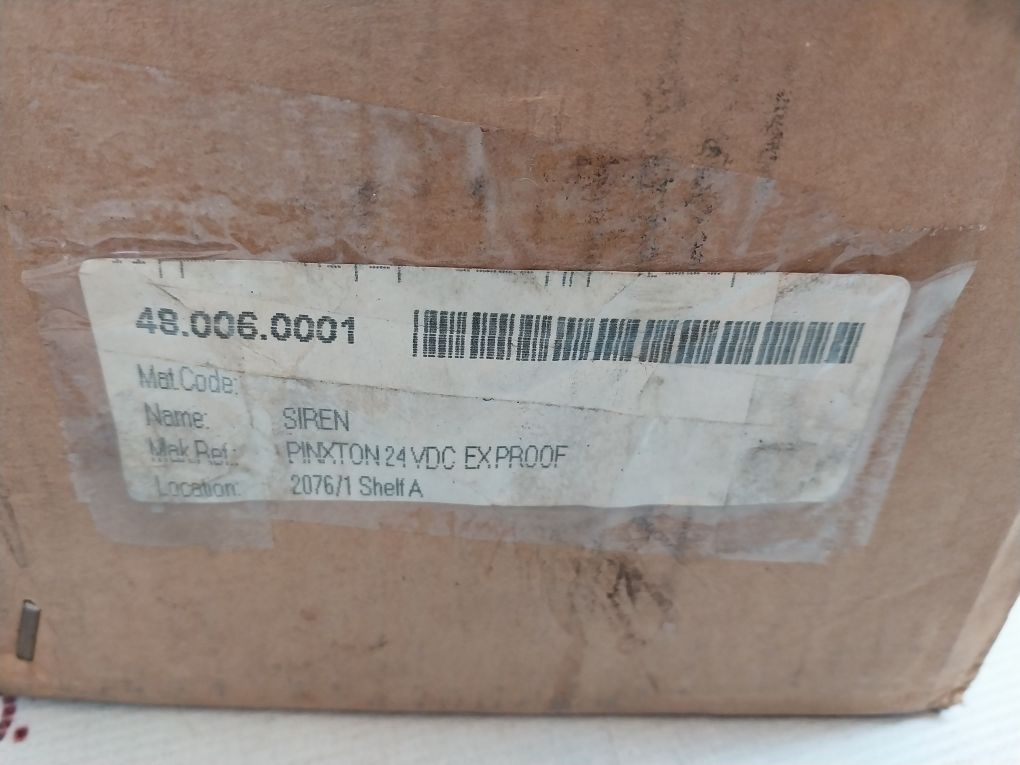 48.006.0001
Mat.Code:
Name: SIREN
Mak.Ref.: PINXTON 24 VDC EX.PROOF
Location: 2076/1 Shelf A